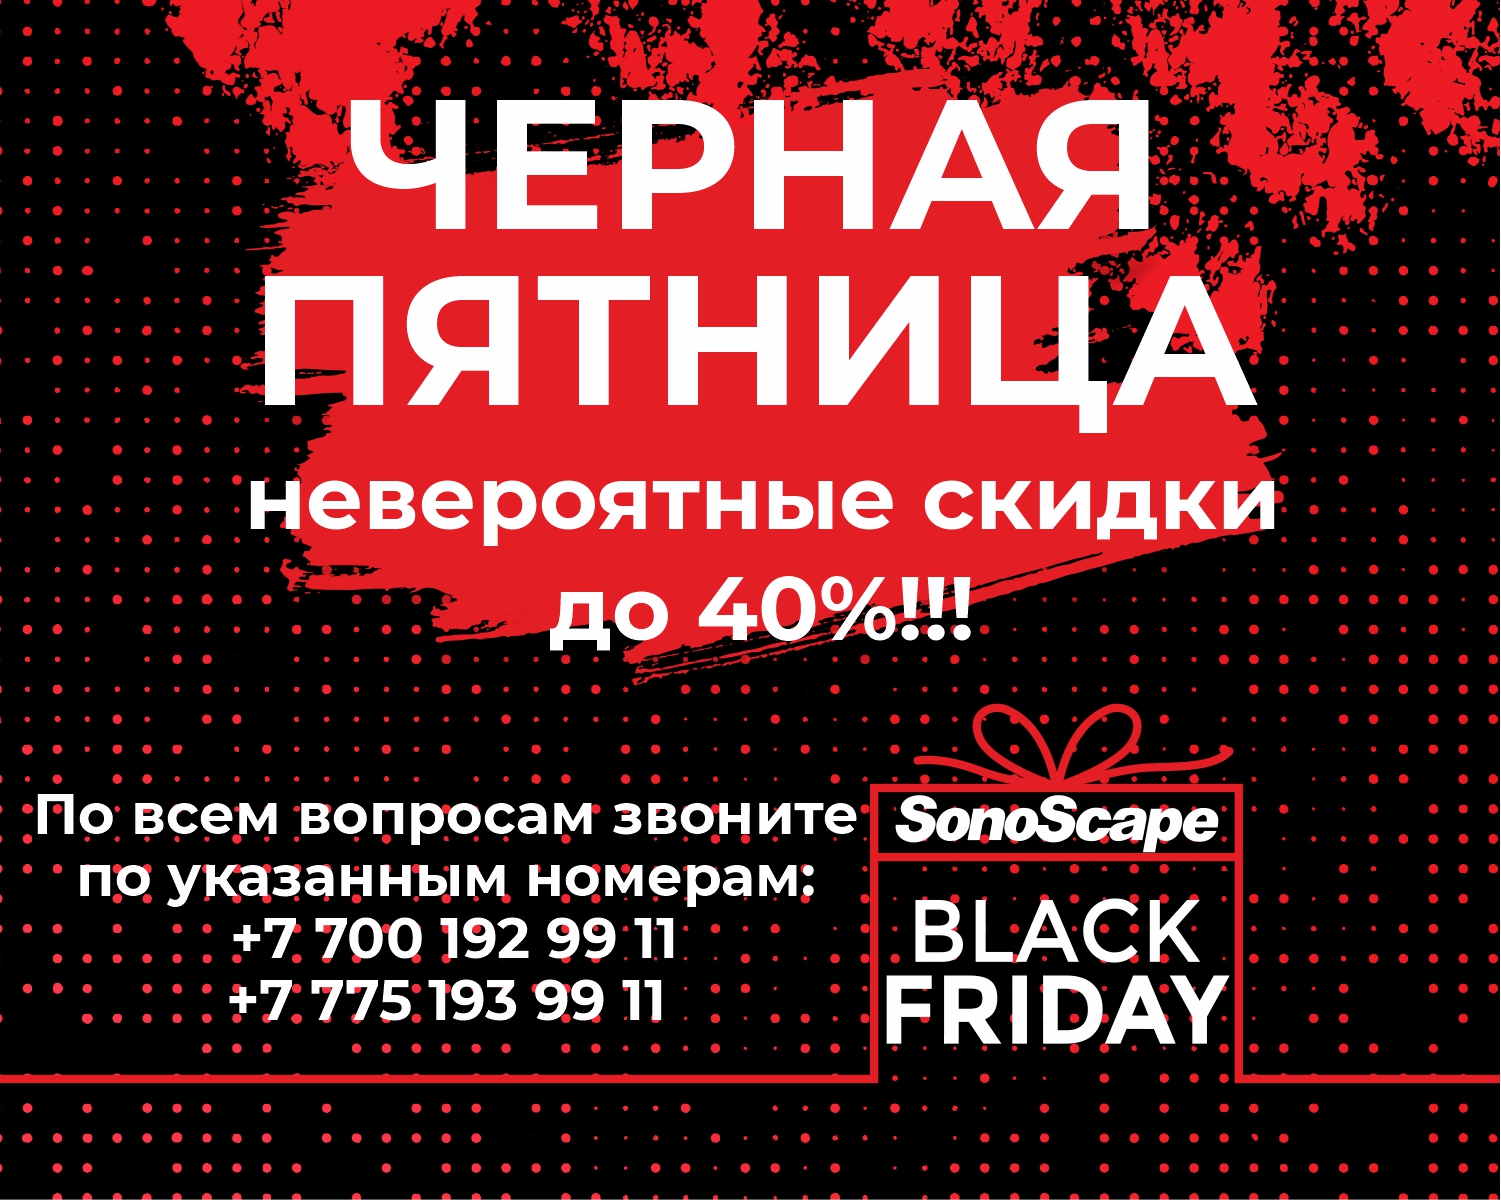 ЧЕРНАЯ
ПЯТНИЦА
невероятные скидки
до 40%!!!
По всем вопросам звоните
по указанным номерам:
+7 700 192 99 11
+7 775 193 99 11
SonoScape
BLACK
FRIDAY